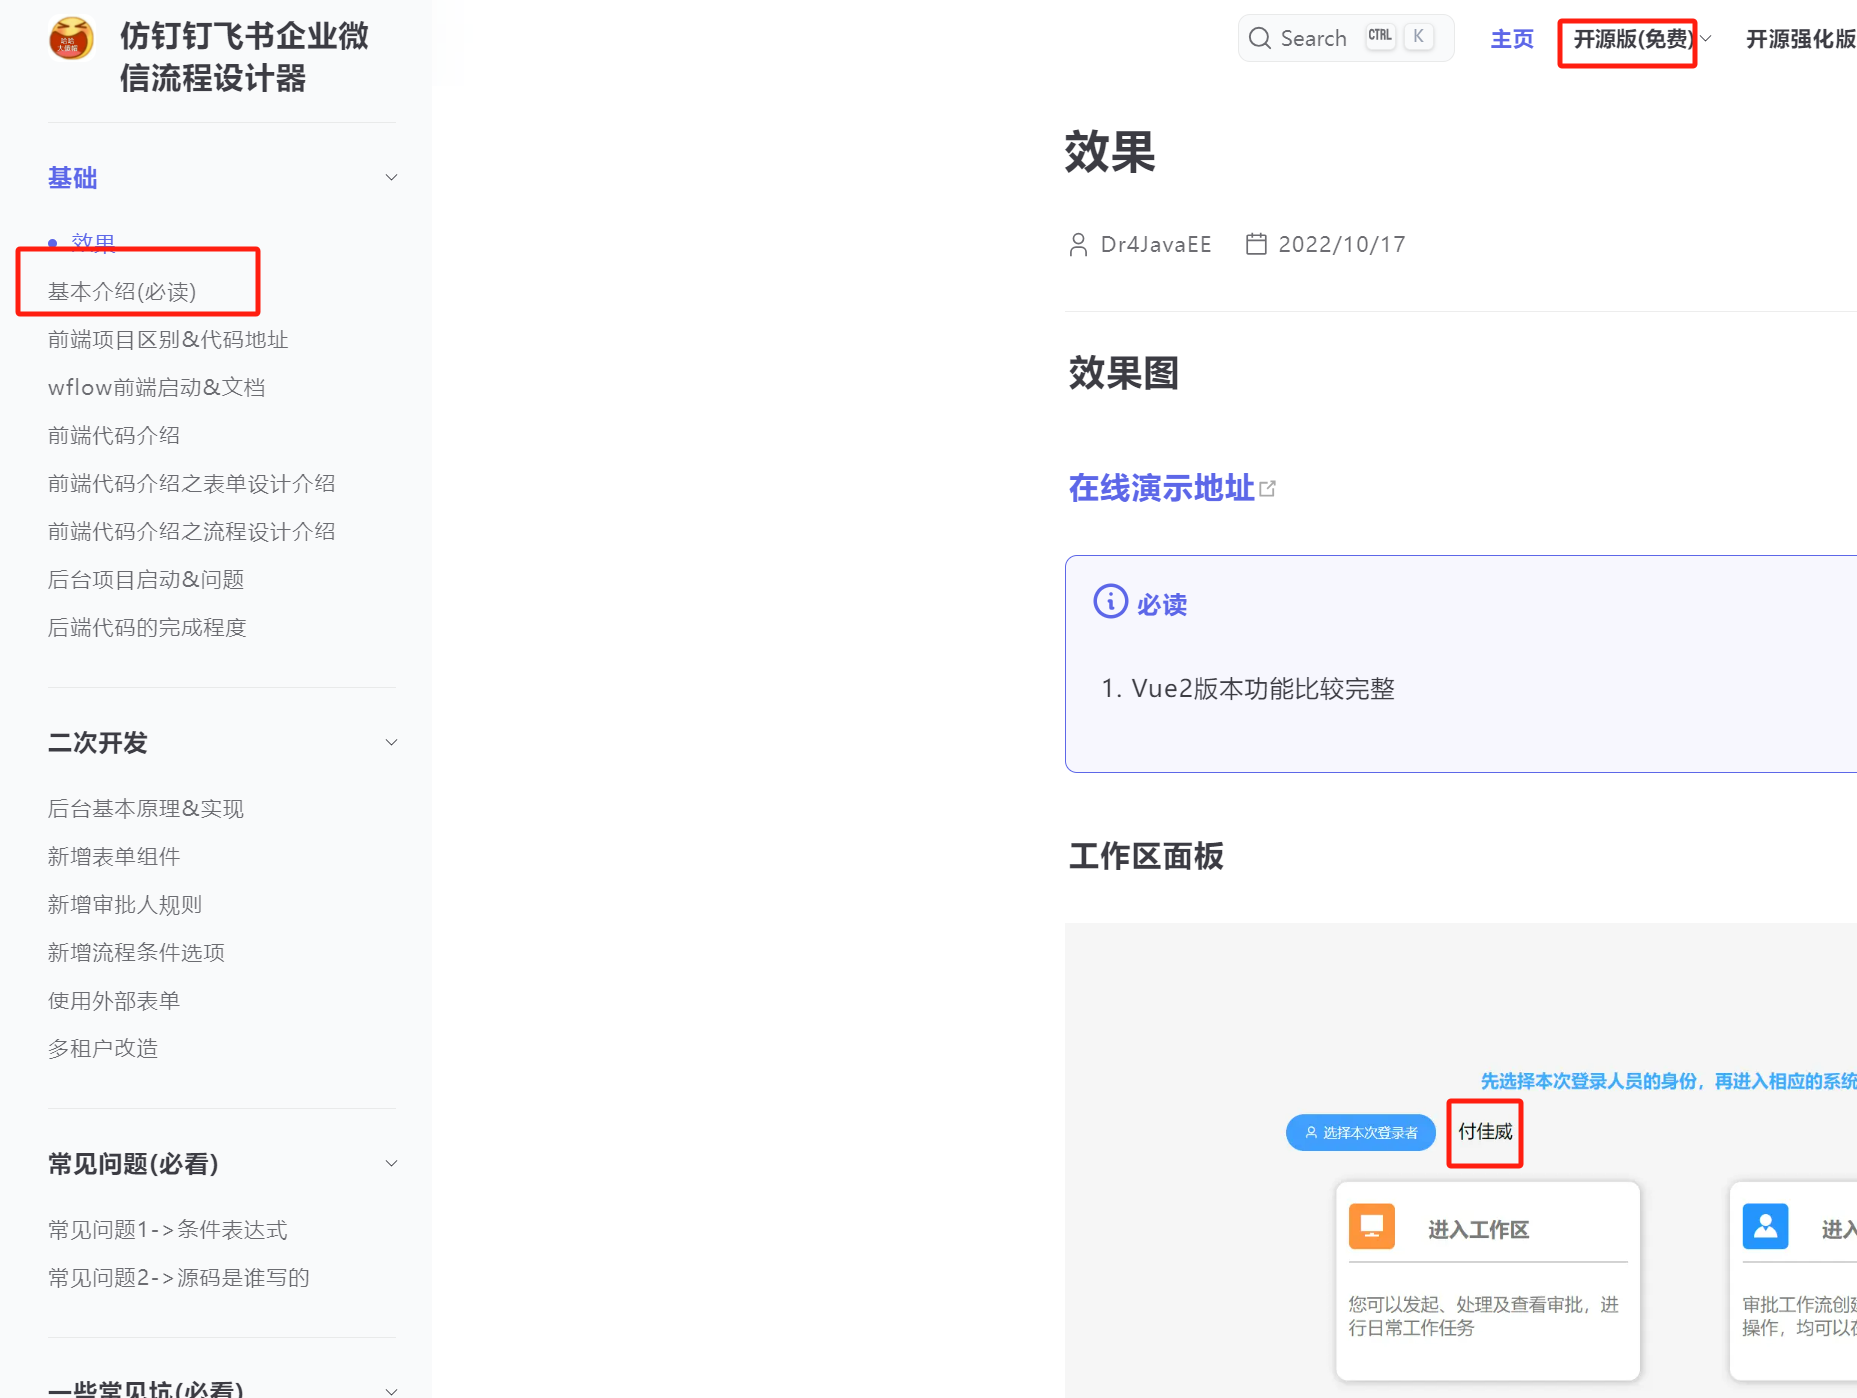 仿钉钉飞书企业微
信流程设计器
Search CTRL K
主页
开源版(免费)
开源强化版
基础
效果
基本介绍(必读)
前端项目区别&代码地址
wflow前端启动&文档
前端代码介绍
前端代码介绍之表单设计介绍
前端代码介绍之流程设计介绍
后台项目启动&问题
后端代码的完成程度
二次开发
后台基本原理&实现
新增表单组件
新增审批人规则
新增流程条件选项
使用外部表单
多租户改造
常见问题(必看)
常见问题1->条件表达式
常见问题2->源码是谁写的
一些常见坑(必看)
效果
Dr4JavaEE 2022/10/17
效果图
在线演示地址
必读
1. Vue2版本功能比较完整
工作区面板
先选择本次登录人员的身份，再进入相应的系统
选择本次登录者 付佳威
进入工作区
您可以发起、处理及查看审批，进
行日常工作任务
进入
审批工作流创建
操作，均可以在